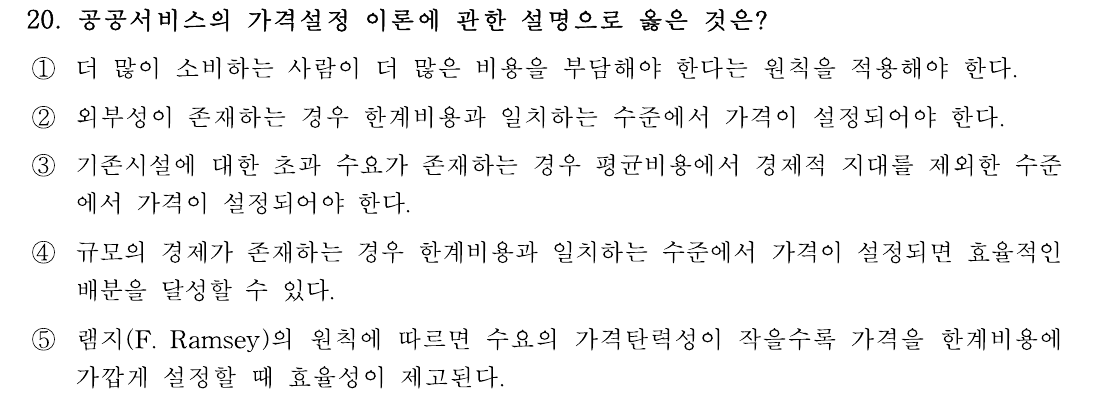 20. 공공서비스의 가격설정 이론에 관한 설명으로 옳은 것은?
① 더 많이 소비하는 사람이 더 많은 비용을 부담해야 한다는 원칙을 적용해야 한다.
② 외부성이 존재하는 경우 한계비용과 일치하는 수준에서 가격이 설정되어야 한다.
③ 기존시설에 대한 초과 수요가 존재하는 경우 평균비용에서 경제적 지대를 제외한 수준
에서 가격이 설정되어야 한다.
④ 규모의 경제가 존재하는 경우 한계비용과 일치하는 수준에서 가격이 설정되면 효율적인
배분을 달성할 수 있다.
⑤ 램지(F. Ramsey)의 원칙에 따르면 수요의 가격탄력성이 작을수록 가격을 한계비용에
가깝게 설정할 때 효율성이 제고된다.